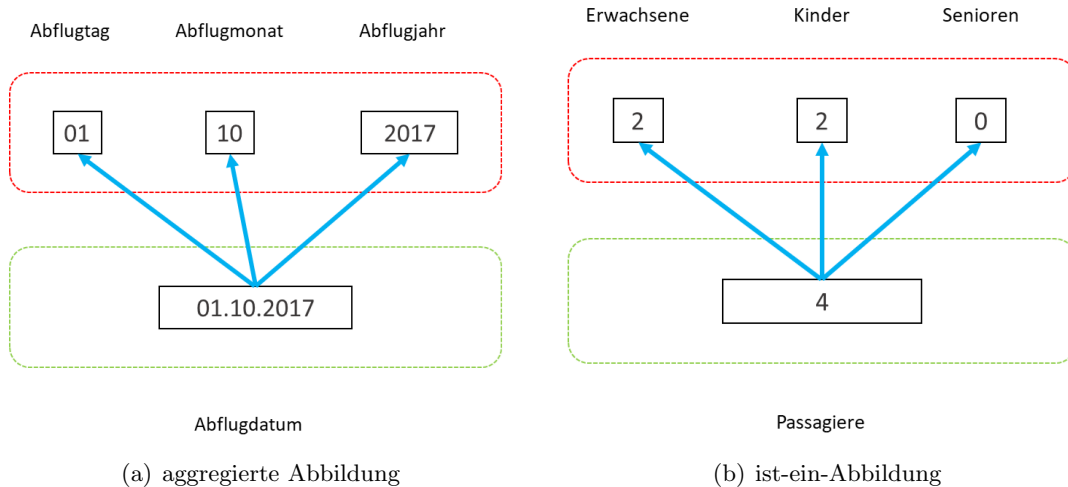 Abflugtag Abflugmonat Abflugjahr
01 10 2017
01.10.2017
Abflugdatum
(a) aggregierte Abbildung
Erwachsene Kinder Senioren
2 2 0
4
Passagiere
(b) ist-ein-Abbildung